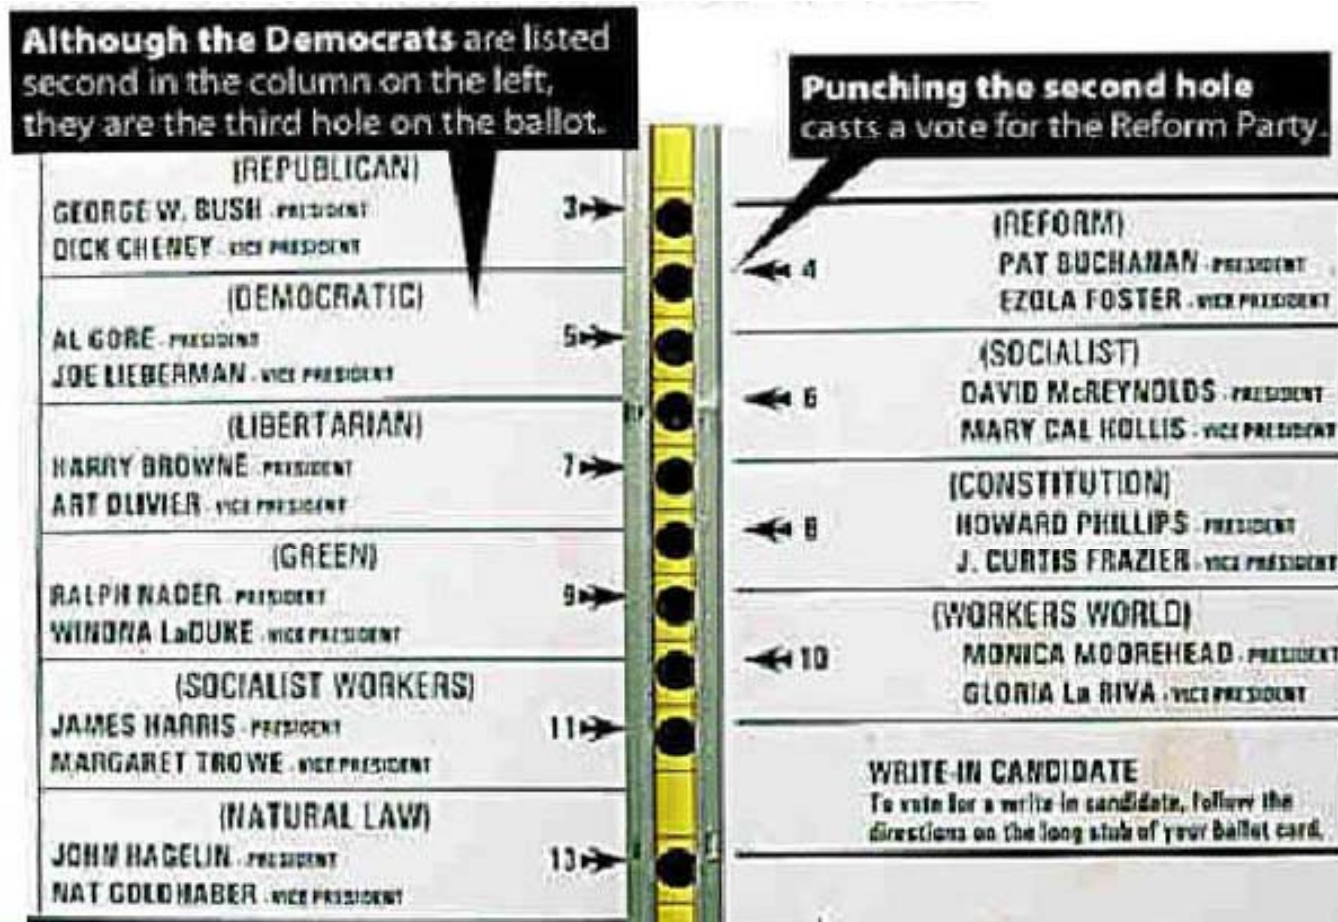 Although the Democrats are listed
second in the column on the left,
they are the third hole on the ballot.
Punching the second hole
casts a vote for the Reform Party.
(REPUBLICAN)
GEORGE W. BUSH - PRESIDENT 3
DICK CHENEY - VICE PRESIDENT
(DEMOCRATIC)
AL GORE - PRESIDENT 5
JOE LIEBERMAN - VICE PRESIDENT
(LIBERTARIAN)
HARRY BROWNE - PRESIDENT 7
ART OLIVIER - VICE PRESIDENT
(GREEN)
RALPH NADER - PRESIDENT 9
WINONA LaDUKE - VICE PRESIDENT
(SOCIALIST WORKERS)
JAMES HARRIS - PRESIDENT 11
MARGARET TROWE - VICE PRESIDENT
(NATURAL LAW)
JOHN HAGELIN - PRESIDENT 13
NAT GOLDHABER - VICE PRESIDENT
(REFORM)
4 PAT BUCHANAN - PRESIDENT
EZOLA FOSTER - VICE PRESIDENT
(SOCIALIST)
6 DAVID McREYNOLDS - PRESIDENT
MARY CAL HOLLIS - VICE PRESIDENT
(CONSTITUTION)
8 HOWARD PHILLIPS - PRESIDENT
J. CURTIS FRAZIER - VICE PRESIDENT
(WORKERS WORLD)
10 MONICA MOOREHEAD - PRESIDENT
GLORIA La RIVA - VICE PRESIDENT
WRITE-IN CANDIDATE
To vote for a write in candidate, follow the
directions on the long stub of your ballot card.